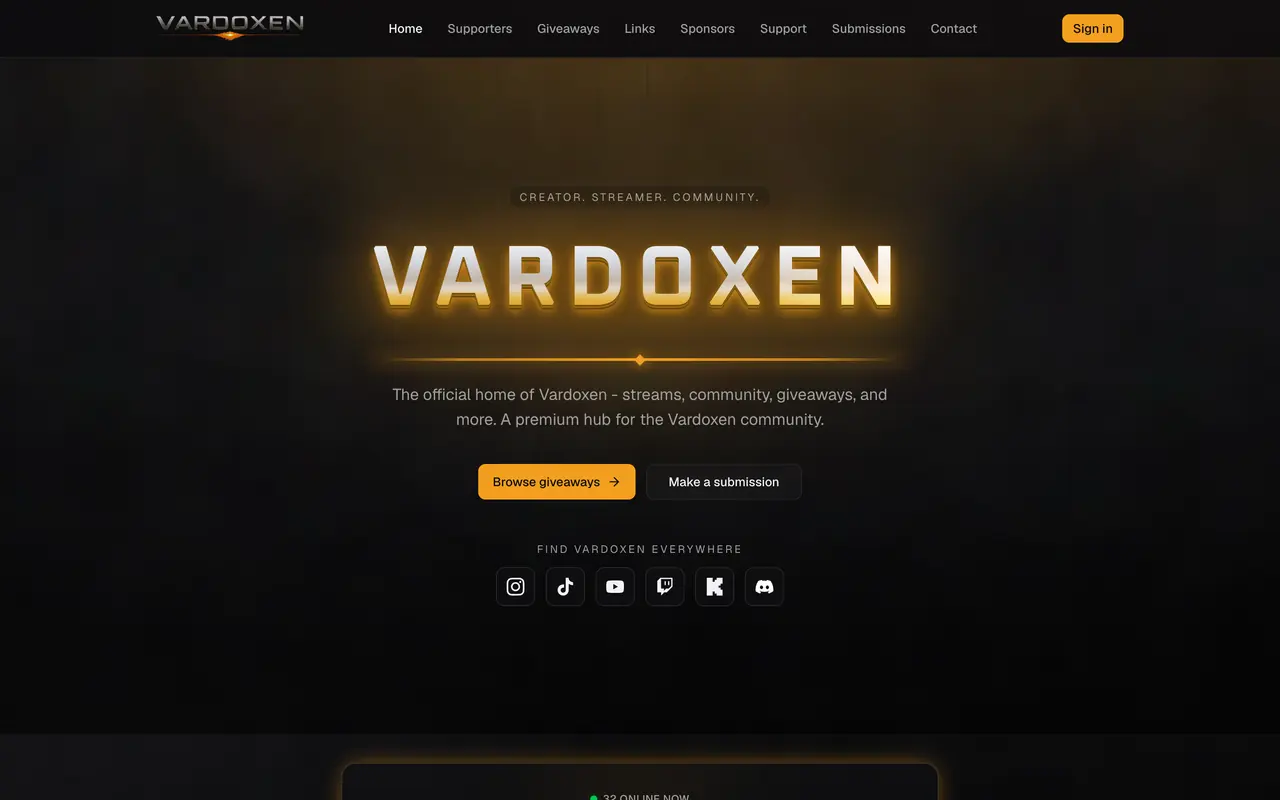 VARDOXEN
Home Supporters Giveaways Links Sponsors Support Submissions Contact
Sign in
CREATOR. STREAMER. COMMUNITY.
VARDOXEN
The official home of Vardoxen - streams, community, giveaways, and
more. A premium hub for the Vardoxen community.
Browse giveaways → Make a submission
FIND VARDOXEN EVERYWHERE
32 ONLINE NOW